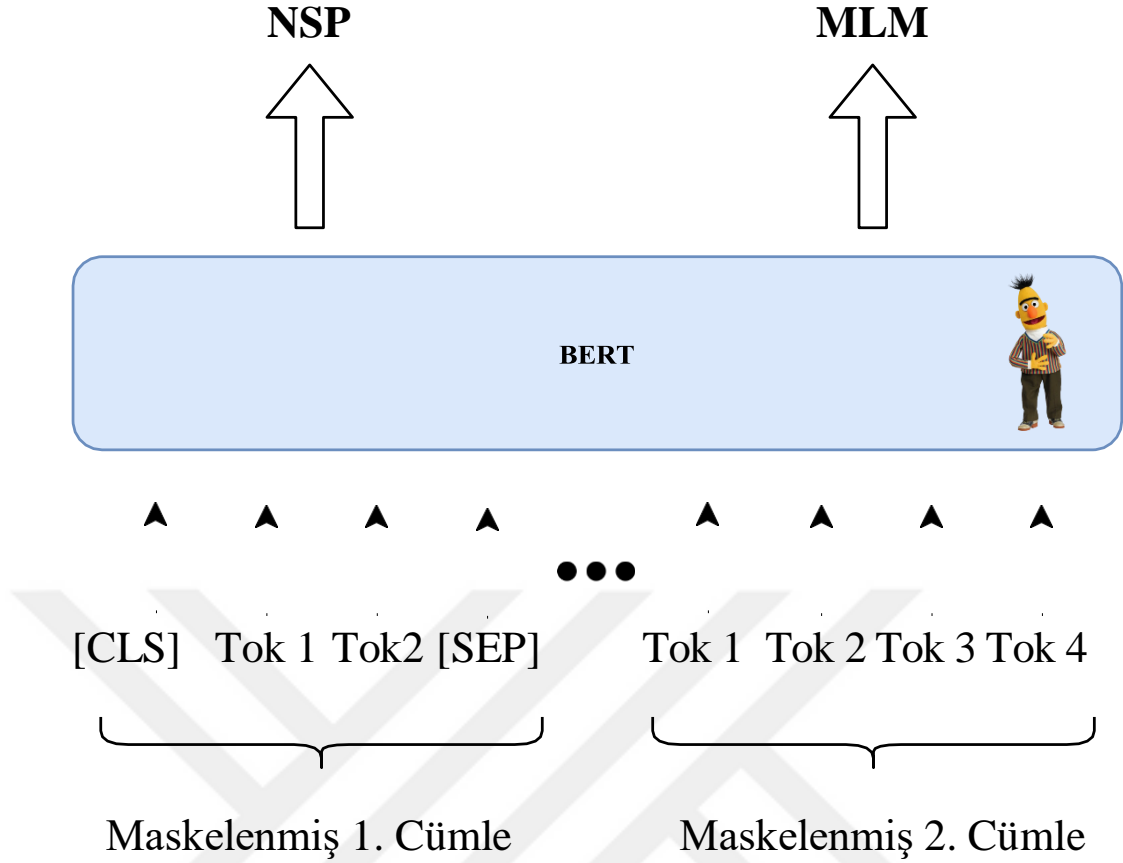 NSP MLM
BERT
[CLS] Tok 1 Tok2 [SEP] Tok 1 Tok 2 Tok 3 Tok 4
Maskelenmiş 1. Cümle Maskelenmiş 2. Cümle